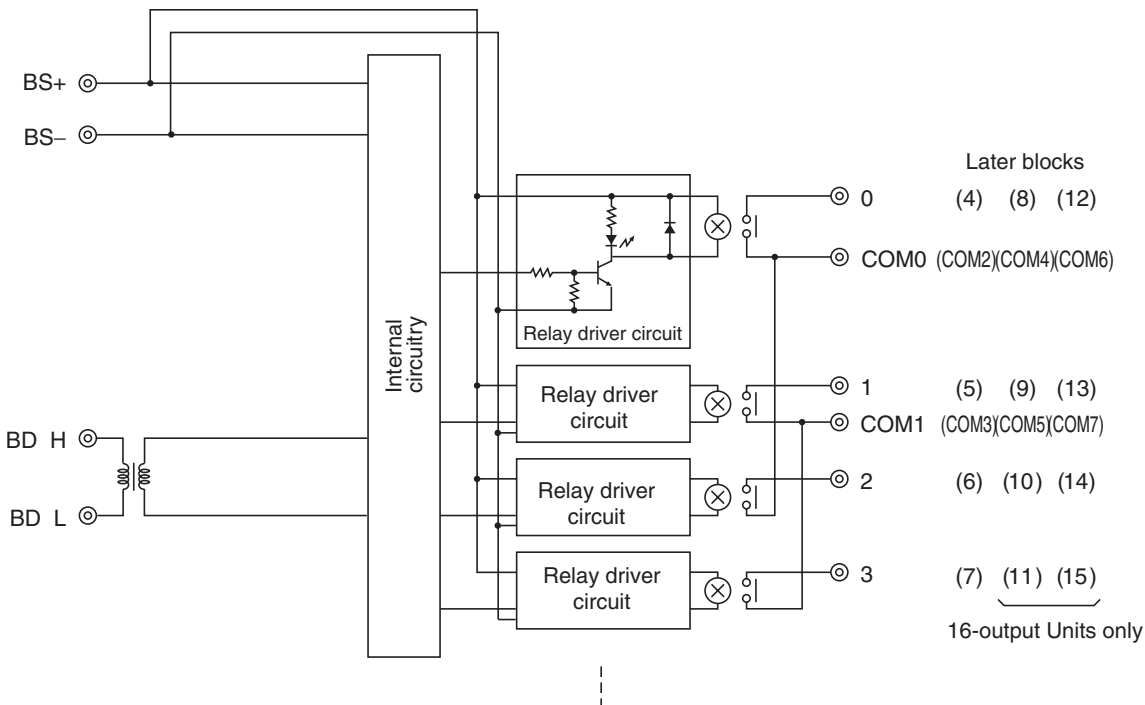 BS+
BS–
Later blocks
0 (4) (8) (12)
COM0 (COM2)(COM4)(COM6)
Relay driver circuit
Internal
circuitry
Relay driver
circuit
1 (5) (9) (13)
COM1 (COM3)(COM5)(COM7)
BD H
BD L
Relay driver
circuit
2 (6) (10) (14)
Relay driver
circuit
3 (7) (11) (15)
16-output Units only